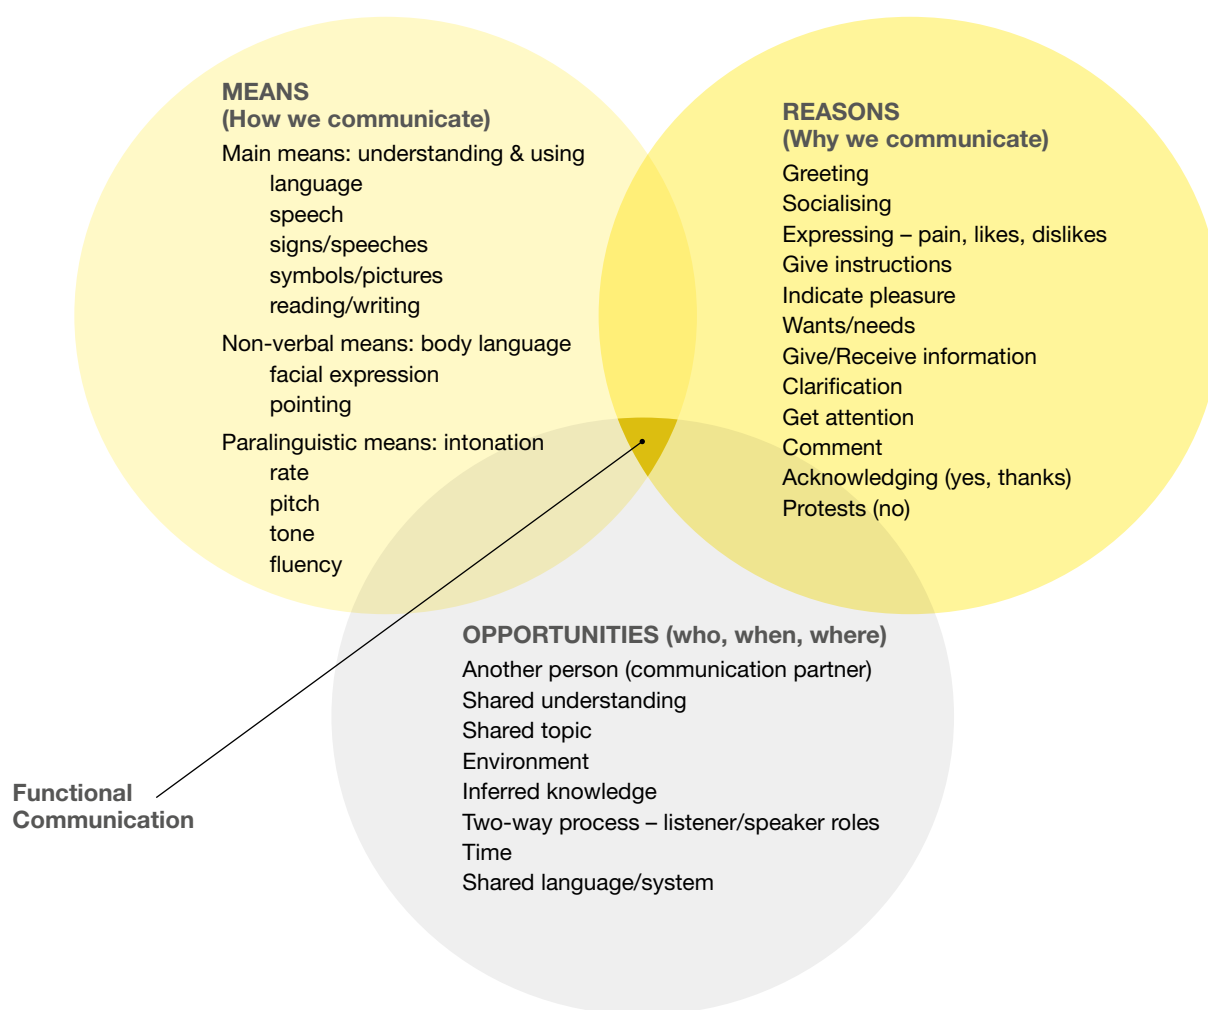 MEANS
(How we communicate)
Main means: understanding & using
language
speech
signs/speeches
symbols/pictures
reading/writing
Non-verbal means: body language
facial expression
pointing
Paralinguistic means: intonation
rate
pitch
tone
fluency
REASONS
(Why we communicate)
Greeting
Socialising
Expressing – pain, likes, dislikes
Give instructions
Indicate pleasure
Wants/needs
Give/Receive information
Clarification
Get attention
Comment
Acknowledging (yes, thanks)
Protests (no)
OPPORTUNITIES (who, when, where)
Another person (communication partner)
Shared understanding
Shared topic
Environment
Inferred knowledge
Two-way process – listener/speaker roles
Time
Shared language/system
Functional
Communication